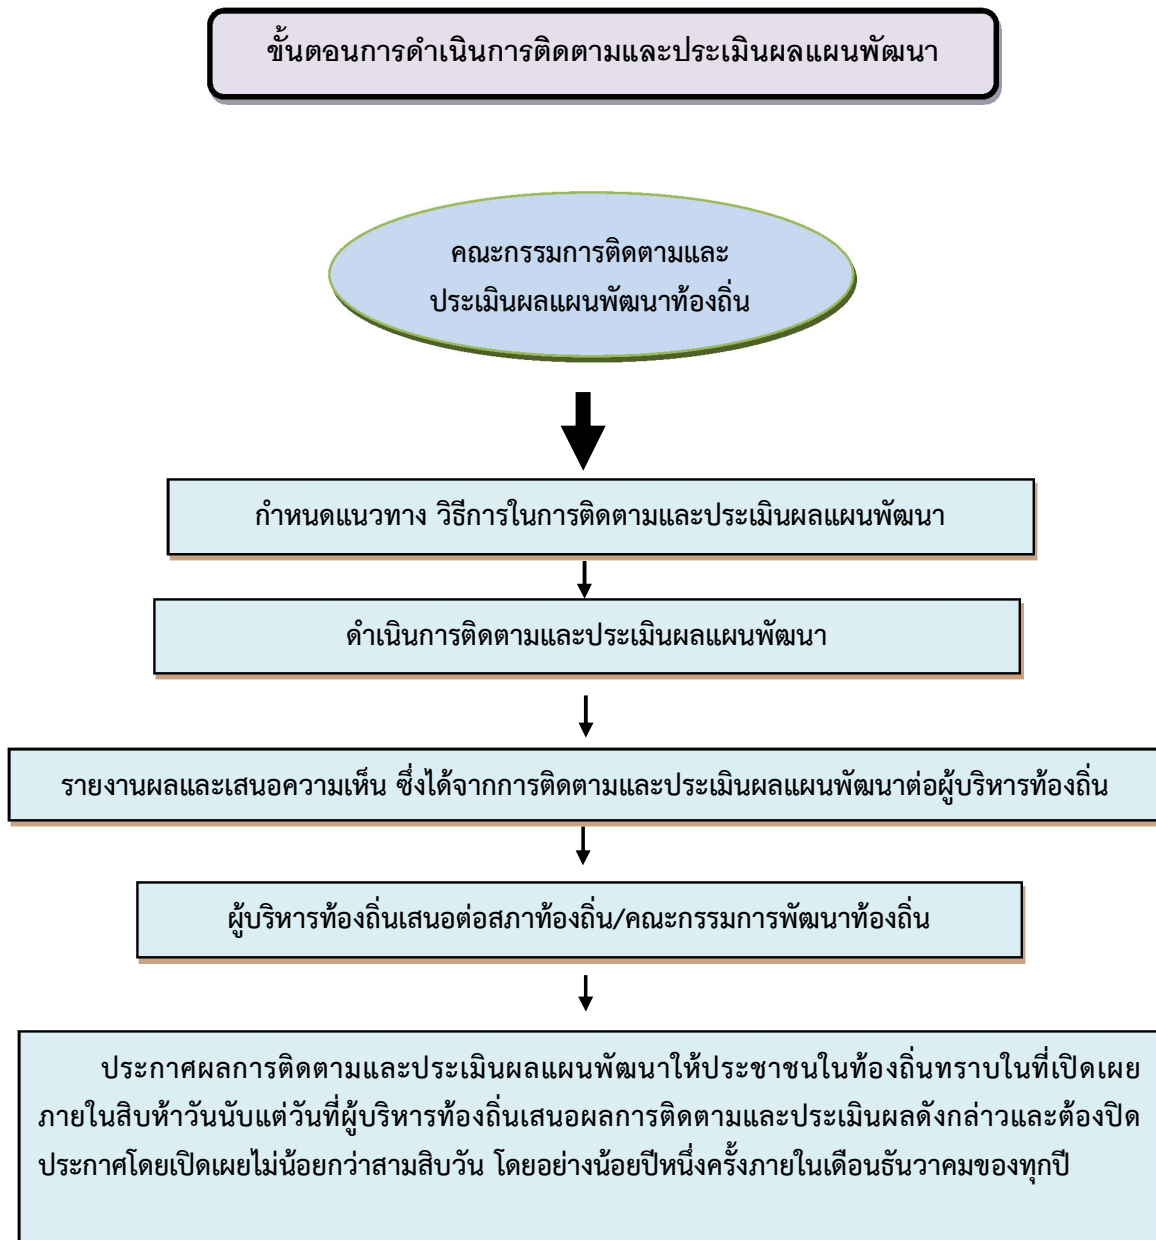 ขั้นตอนการดำเนินการติดตามและประเมินผลแผนพัฒนา
คณะกรรมการติดตามและ
ประเมินผลแผนพัฒนาท้องถิ่น
กำหนดแนวทาง วิธีการในการติดตามและประเมินผลแผนพัฒนา
ดำเนินการติดตามและประเมินผลแผนพัฒนา
รายงานผลและเสนอความเห็น ซึ่งได้จากการติดตามและประเมินผลแผนพัฒนาต่อผู้บริหารท้องถิ่น
ผู้บริหารท้องถิ่นเสนอต่อสภาท้องถิ่น/คณะกรรมการพัฒนาท้องถิ่น
ประกาศผลการติดตามและประเมินผลแผนพัฒนาให้ประชาชนในท้องถิ่นทราบในที่เปิดเผย
ภายในสิบห้าวันนับแต่วันที่ผู้บริหารท้องถิ่นเสนอผลการติดตามและประเมินผลดังกล่าวและต้องปิด
ประกาศโดยเปิดเผยไม่น้อยกว่าสามสิบวัน โดยอย่างน้อยปีหนึ่งครั้งภายในเดือนธันวาคมของทุกปี